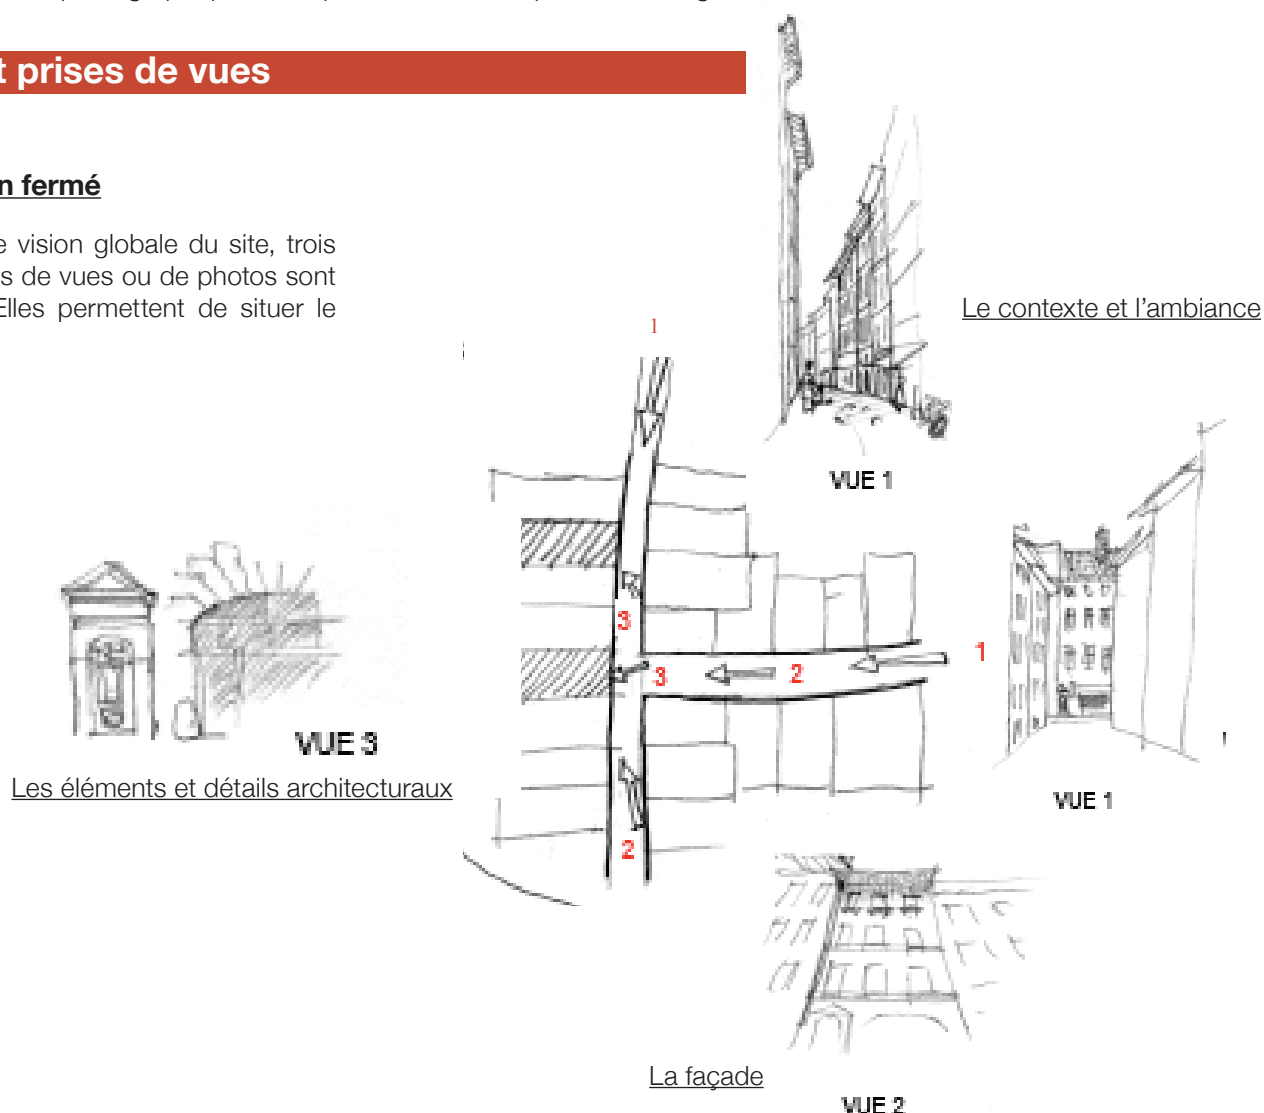 t prises de vues
n fermé
e vision globale du site, trois
s de vues ou de photos sont
Elles permettent de situer le
Le contexte et l'ambiance
1
VUE 1
3
1
3
2
VUE 3
Les éléments et détails architecturaux
VUE 1
2
La façade
VUE 2